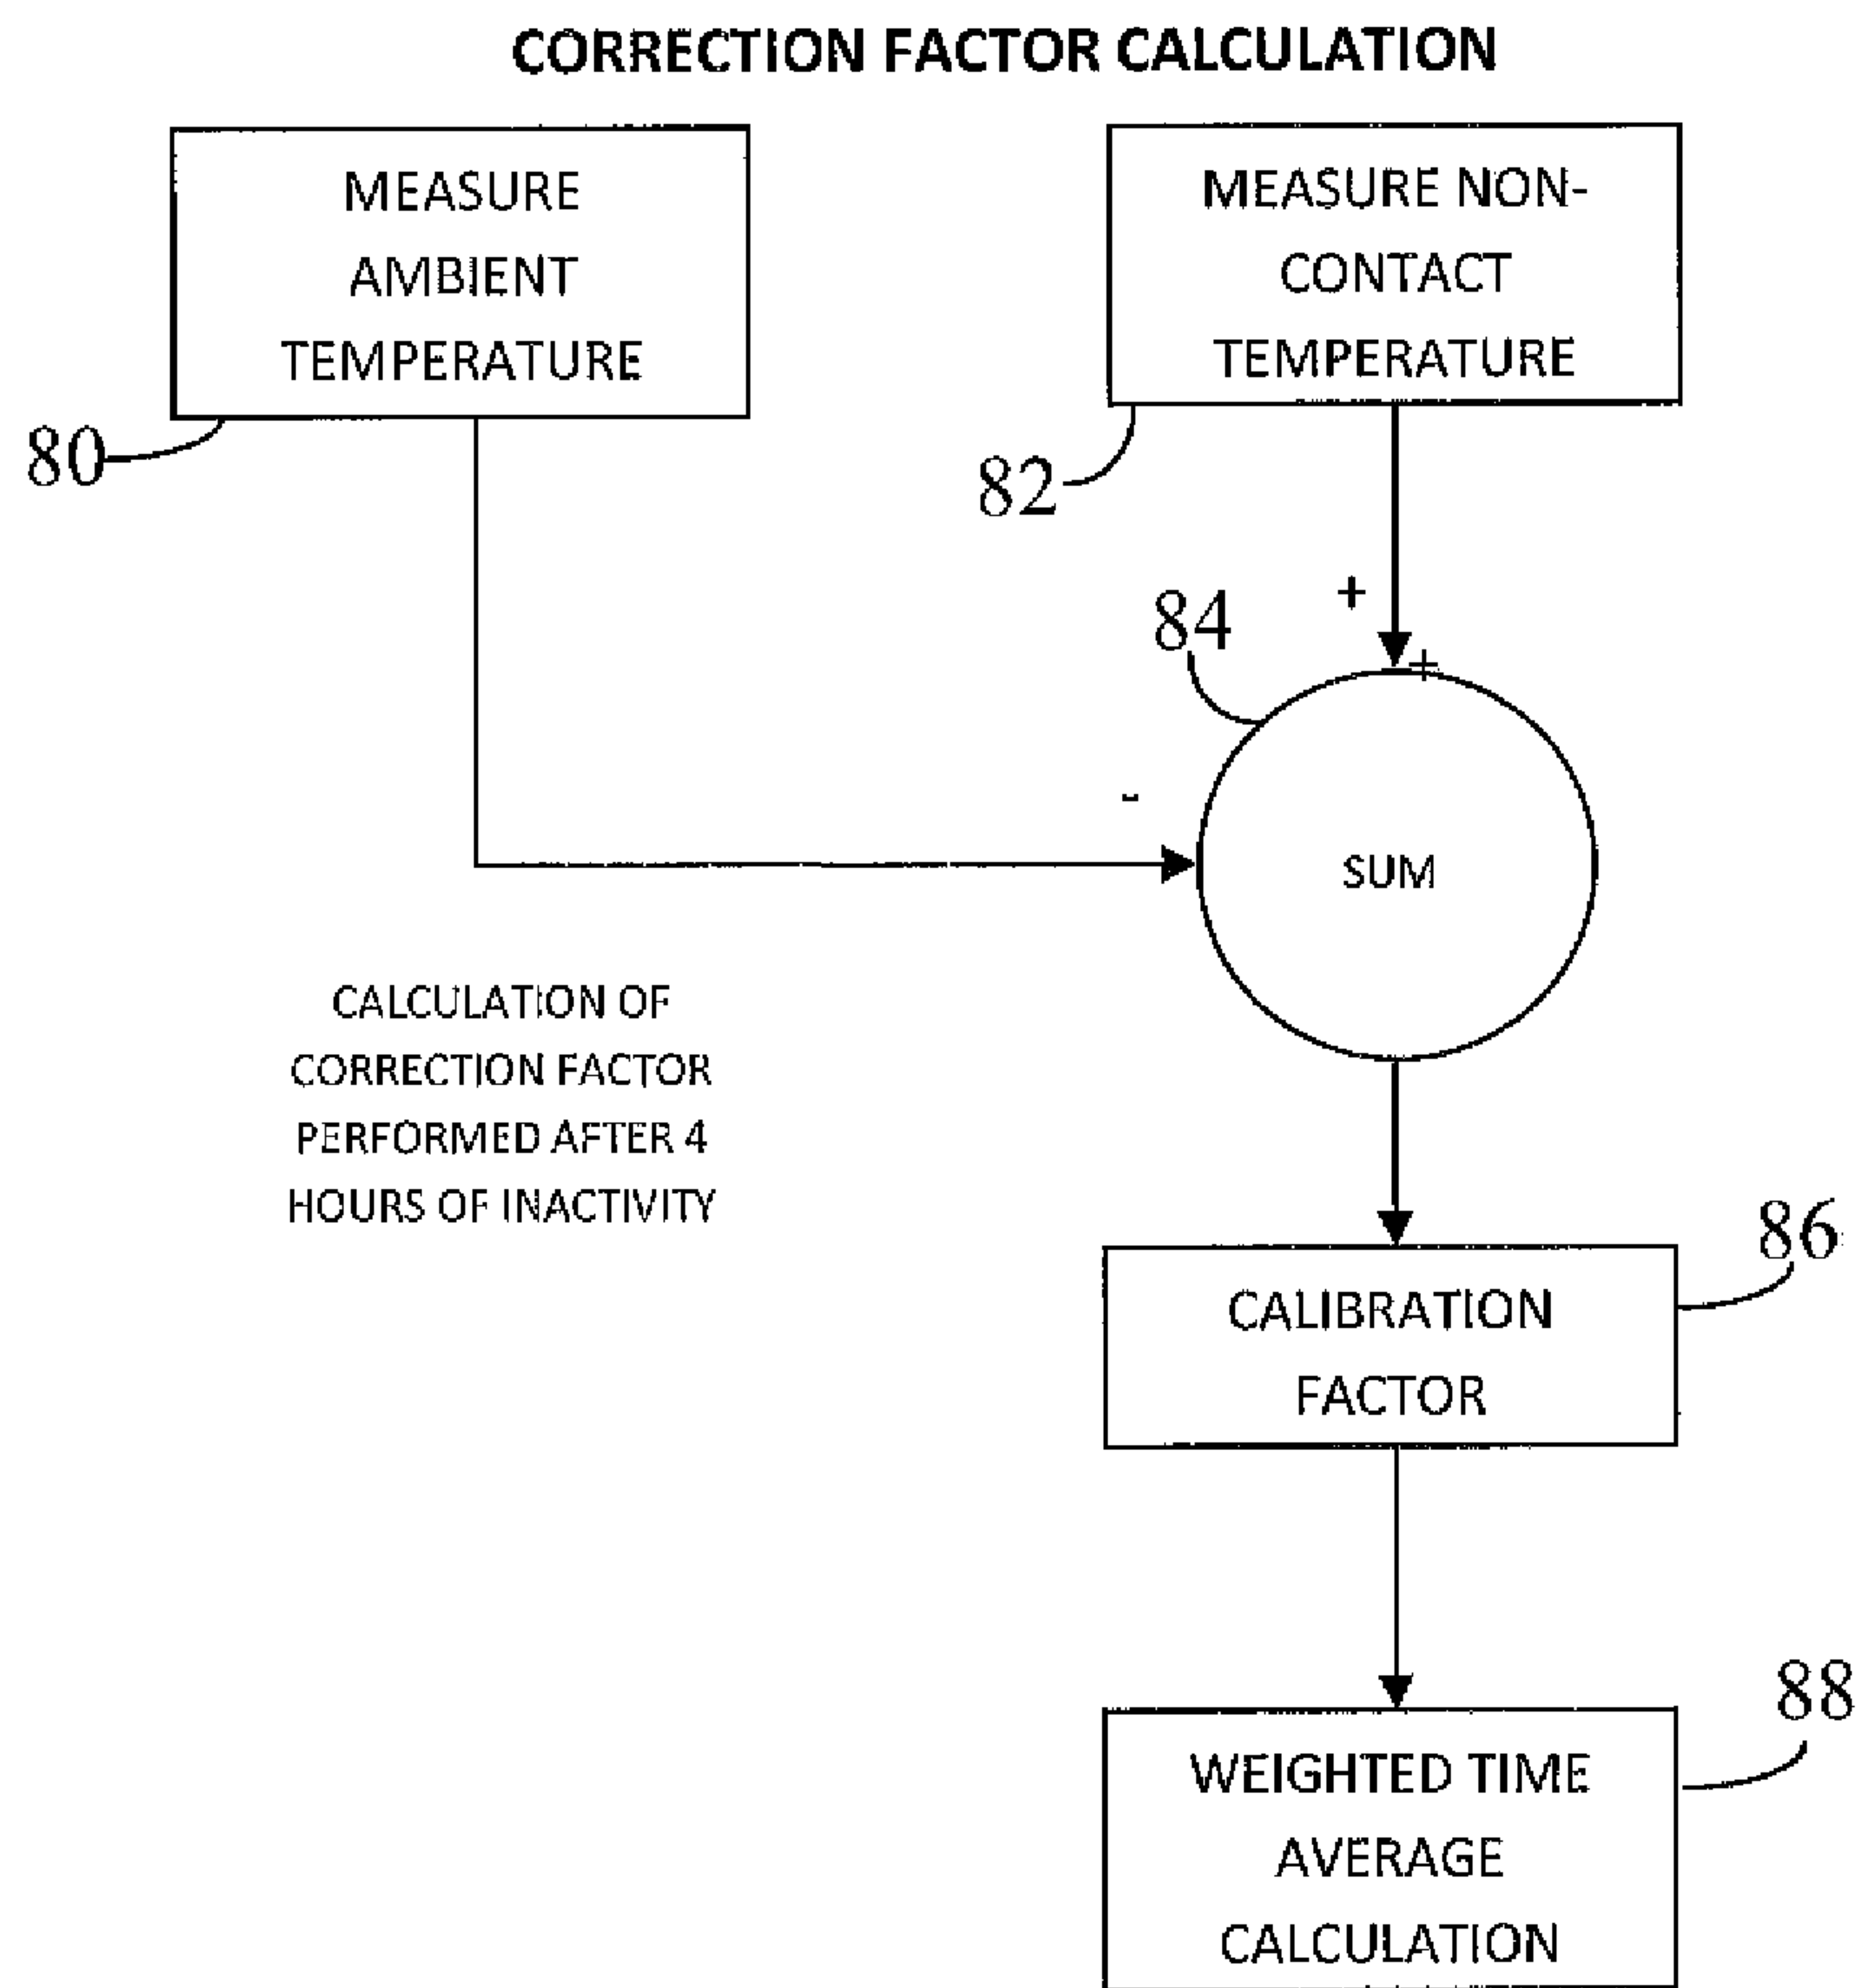 CORRECTION FACTOR CALCULATION
MEASURE
AMBIENT
TEMPERATURE
MEASURE NON-
CONTACT
TEMPERATURE
80
82
84
+
+
-
SUM
CALCULATION OF
CORRECTION FACTOR
PERFORMED AFTER 4
HOURS OF INACTIVITY
86
CALIBRATION
FACTOR
88
WEIGHTED TIME
AVERAGE
CALCULATION